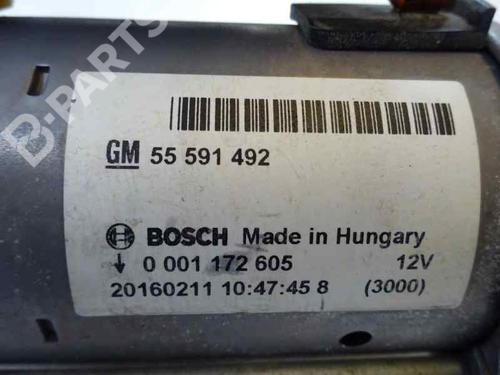 GM 55 591 492
BOSCH Made in Hungary
0 001 172 605 12V
20160211 10:47:45 8 (3000)
B-PARTS